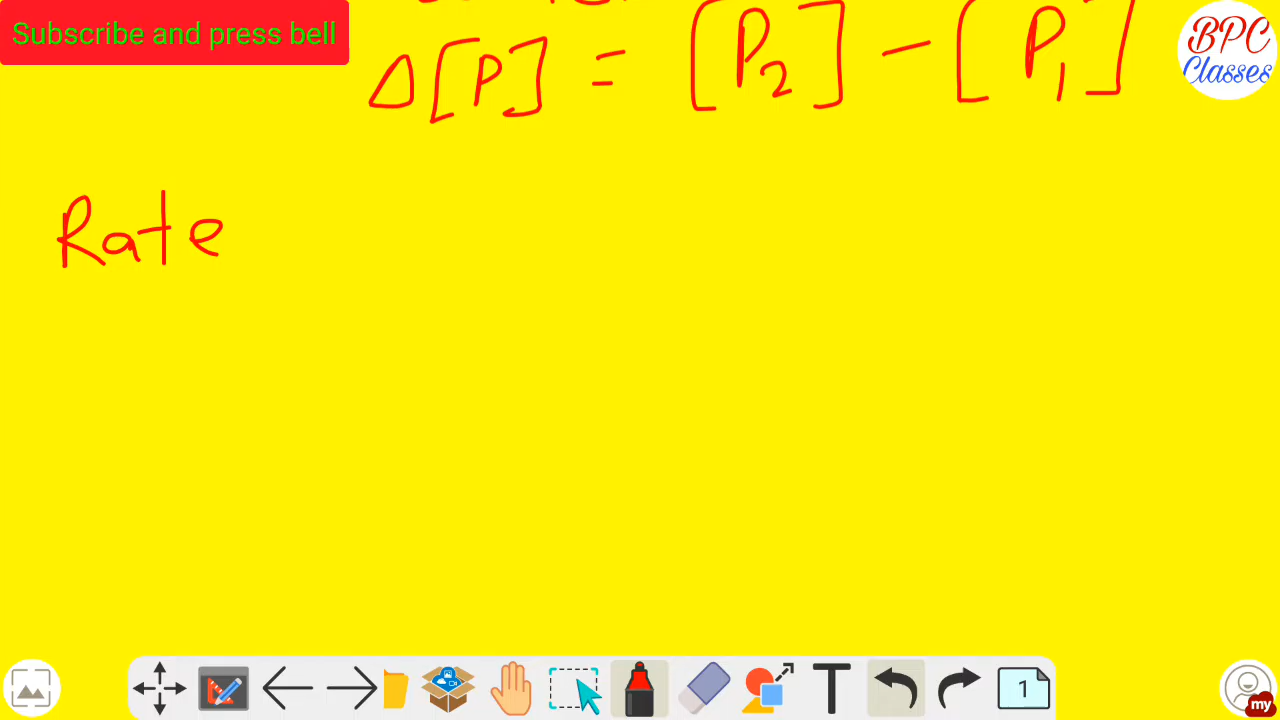 Subscribe and press bell
Δ[P] = [P₂] - [P₁]
BPC
Classes
Rate
T
1
my